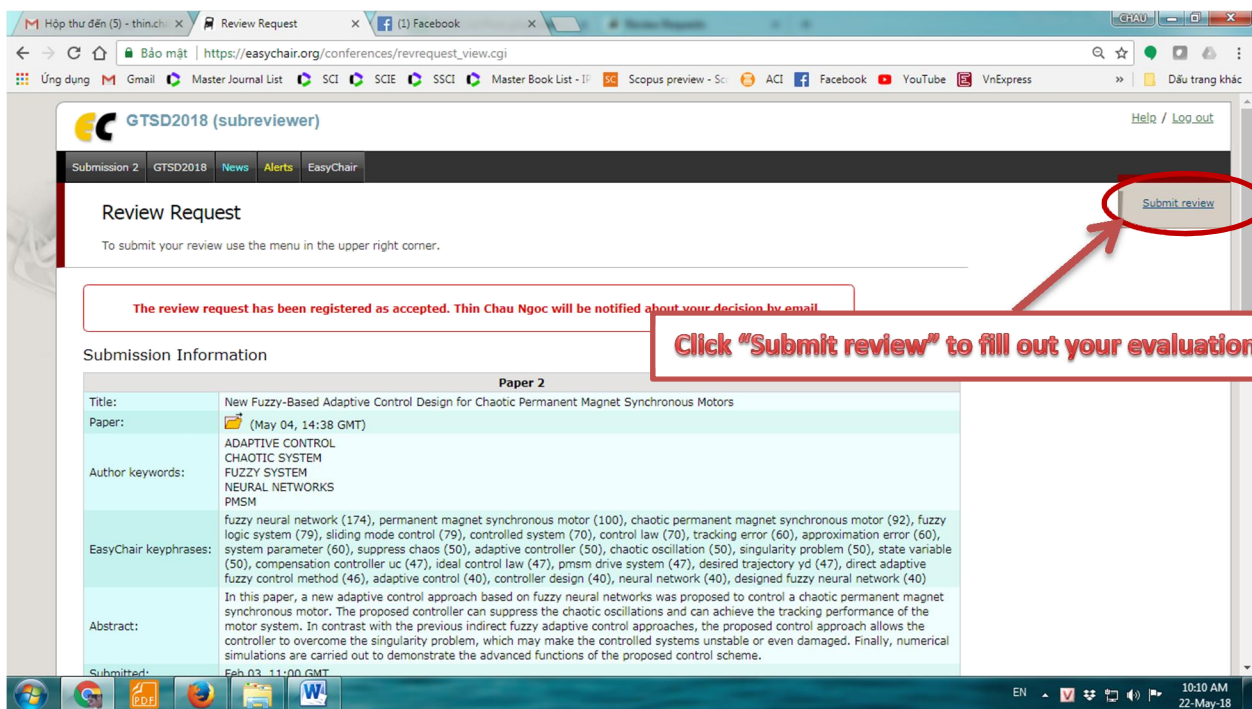 Hộp thư đến (5) - thin.ch
Review Request
(1) Facebook
CHAU
Bảo mật | https://easychair.org/conferences/revrequest_view.cgi
Ứng dụng Gmail Master Journal List SCI SCIE SSCI Master Book List - IP Scopus preview - Sc ACI Facebook YouTube VnExpress » Dấu trang khác
GTSD2018 (subreviewer)
Help / Log out
Submission 2 GTSD2018 News Alerts EasyChair
Submit review
Review Request
To submit your review use the menu in the upper right corner.
The review request has been registered as accepted. Thin Chau Ngoc will be notified about your decision by email.
Click "Submit review" to fill out your evaluation
Submission Information
Paper 2
Title: New Fuzzy-Based Adaptive Control Design for Chaotic Permanent Magnet Synchronous Motors
Paper: (May 04, 14:38 GMT)
Author keywords:
ADAPTIVE CONTROL
CHAOTIC SYSTEM
FUZZY SYSTEM
NEURAL NETWORKS
PMSM
EasyChair keyphrases:
fuzzy neural network (174), permanent magnet synchronous motor (100), chaotic permanent magnet synchronous motor (92), fuzzy
logic system (79), sliding mode control (79), controlled system (70), control law (70), tracking error (60), approximation error (60),
system parameter (60), suppress chaos (50), adaptive controller (50), chaotic oscillation (50), singularity problem (50), state variable
(50), compensation controller uc (47), ideal control law (47), pmsm drive system (47), desired trajectory yd (47), direct adaptive
fuzzy control method (46), adaptive control (40), controller design (40), neural network (40), designed fuzzy neural network (40)
Abstract:
In this paper, a new adaptive control approach based on fuzzy neural networks was proposed to control a chaotic permanent magnet
synchronous motor. The proposed controller can suppress the chaotic oscillations and can achieve the tracking performance of the
motor system. In contrast with the previous indirect fuzzy adaptive control approaches, the proposed control approach allows the
controller to overcome the singularity problem, which may make the controlled systems unstable or even damaged. Finally, numerical
simulations are carried out to demonstrate the advanced functions of the proposed control scheme.
Submitted: Feb 03, 11:00 GMT
EN
10:10 AM
22-May-18